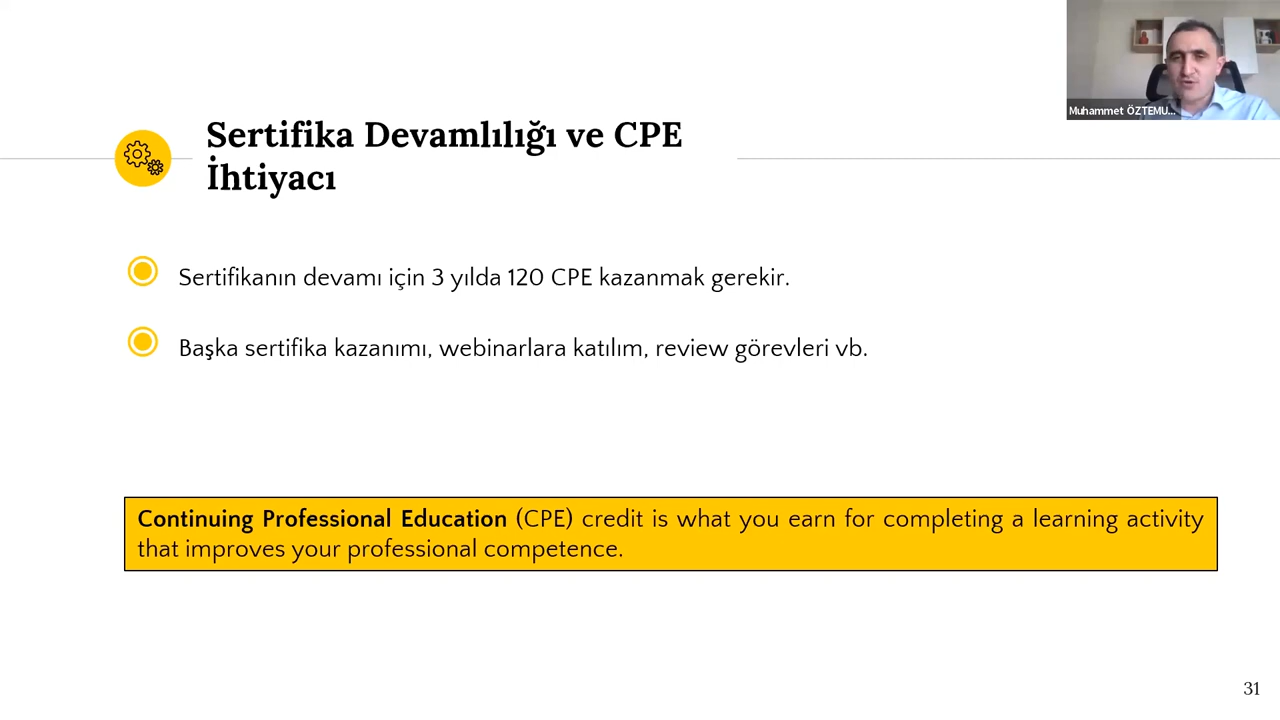 Muhammet ÖZTEMU...
Sertifika Devamlılığı ve CPE
İhtiyacı
Sertifikanın devamı için 3 yılda 120 CPE kazanmak gerekir.
Başka sertifika kazanımı, webinarlara katılım, review görevleri vb.
Continuing Professional Education (CPE) credit is what you earn for completing a learning activity
that improves your professional competence.
31